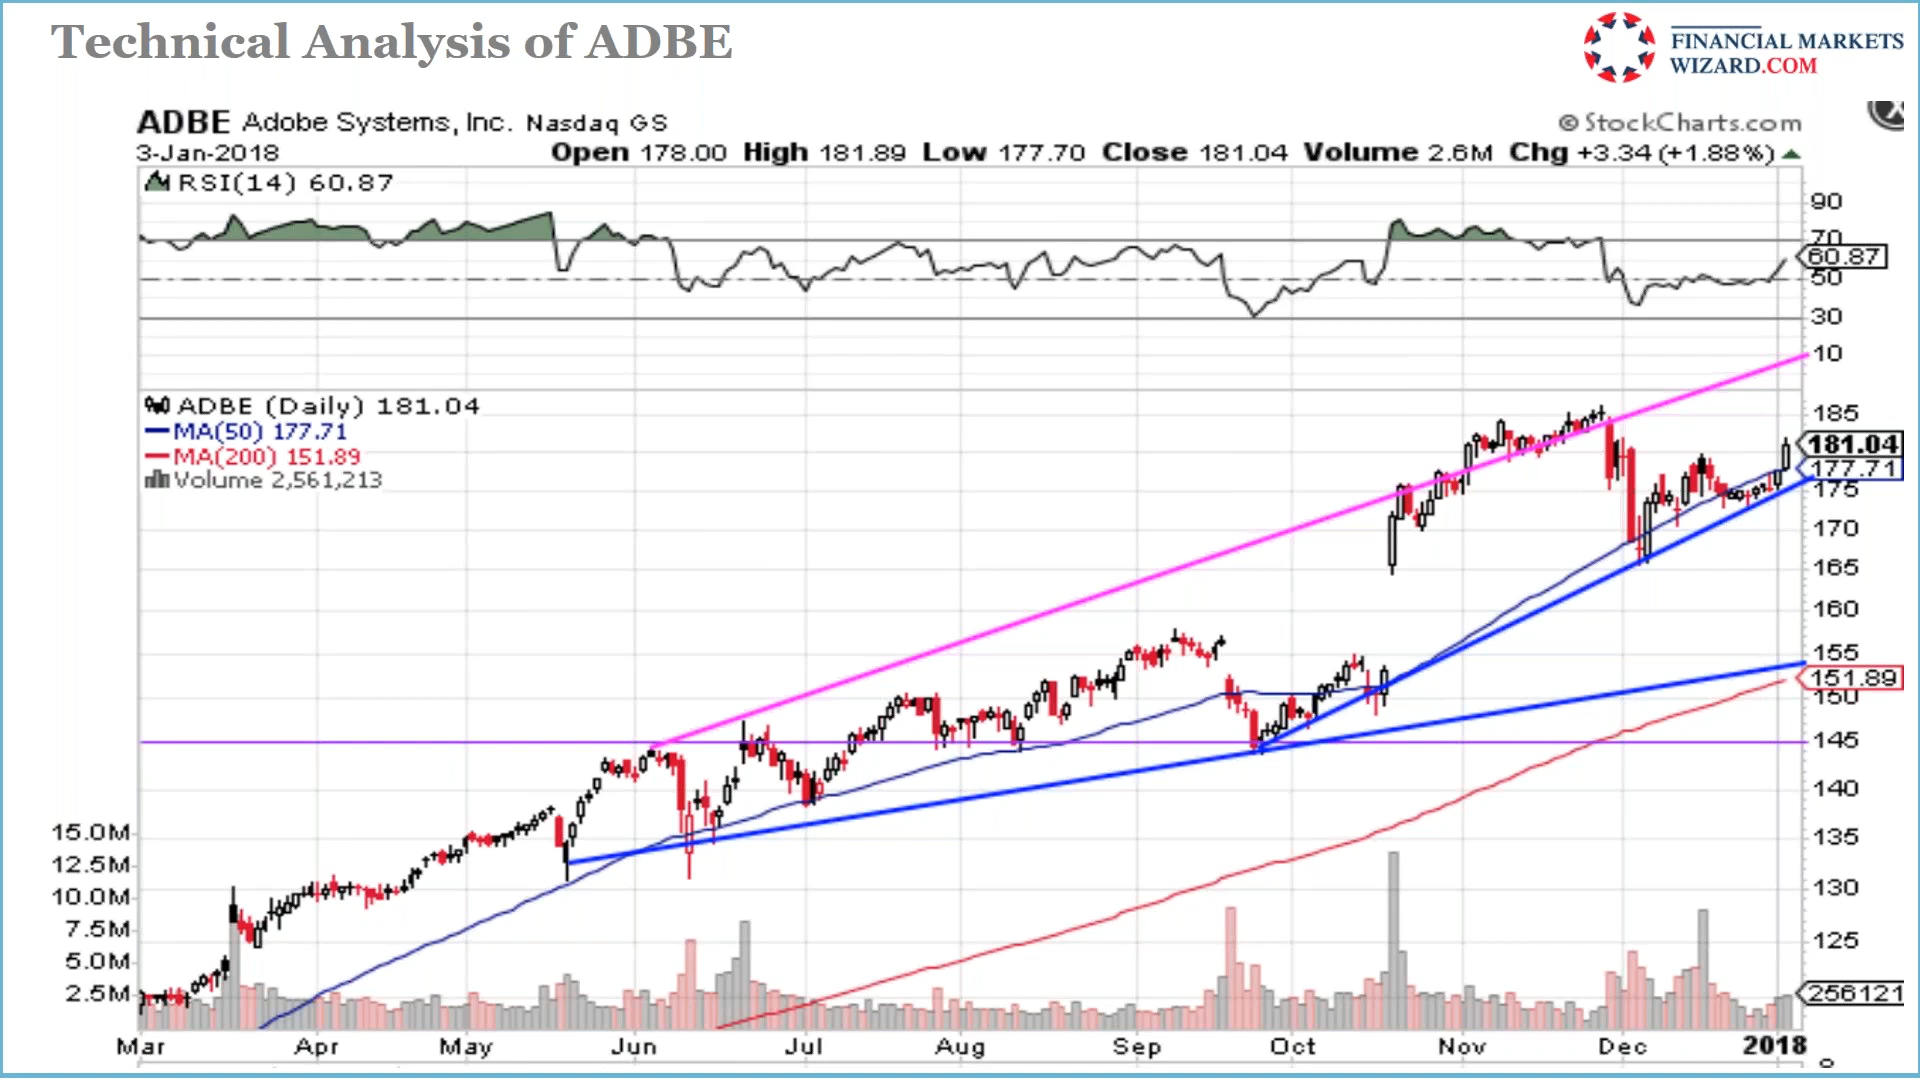 Technical Analysis of ADBE
FINANCIAL MARKETS
WIZARD.COM
ADBE Adobe Systems, Inc. Nasdaq GS
© StockCharts.com
X
3-Jan-2018
Open 178.00 High 181.89 Low 177.70 Close 181.04 Volume 2.6M Chg +3.34 (+1.88%)
RSI(14) 60.87
90
70
60.87
50
30
10
ADBE (Daily) 181.04
MA(50) 177.71
MA(200) 151.89
Volume 2,561,213
185
181.04
177.71
175
170
165
160
155
151.89
150
145
140
135
130
125
256121
15.0M
12.5M
10.0M
7.5M
5.0M
2.5M
Mar Apr May Jun Jul Aug Sep Oct Nov Dec 2018